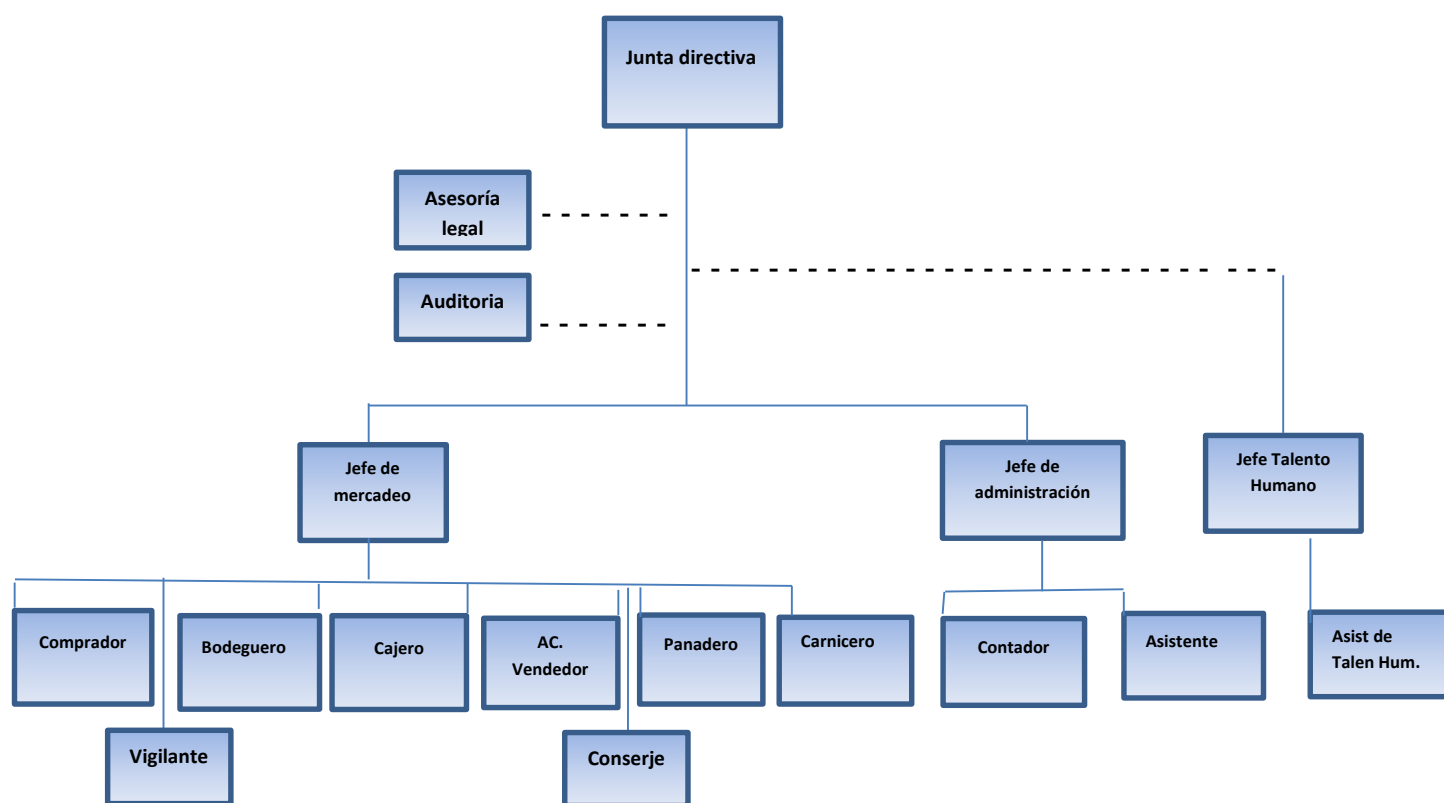 Junta directiva
Asesoría
legal
Auditoria
Jefe de
mercadeo
Jefe de
administración
Jefe Talento
Humano
Comprador
Bodeguero
Cajero
AC.
Vendedor
Panadero
Carnicero
Contador
Asistente
Asist de
Talen Hum.
Vigilante
Conserje